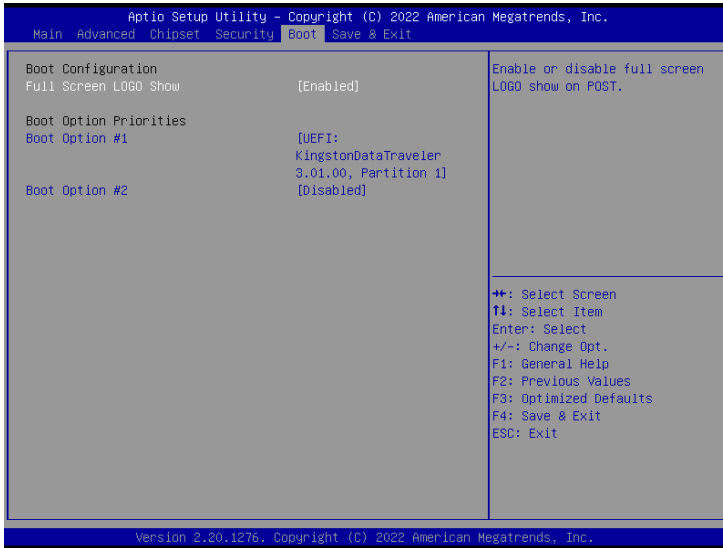 Aptio Setup Utility – Copyright (C) 2022 American Megatrends, Inc.
Main Advanced Chipset Security Boot Save & Exit
Boot Configuration
Full Screen LOGO Show [Enabled]
Boot Option Priorities
Boot Option #1 [UEFI:
KingstonDataTraveler
3.01.00, Partition 1]
Boot Option #2 [Disabled]
Enable or disable full screen
LOGO show on POST.
→←: Select Screen
↑↓: Select Item
Enter: Select
+/-: Change Opt.
F1: General Help
F2: Previous Values
F3: Optimized Defaults
F4: Save & Exit
ESC: Exit
Version 2.20.1276. Copyright (C) 2022 American Megatrends, Inc.